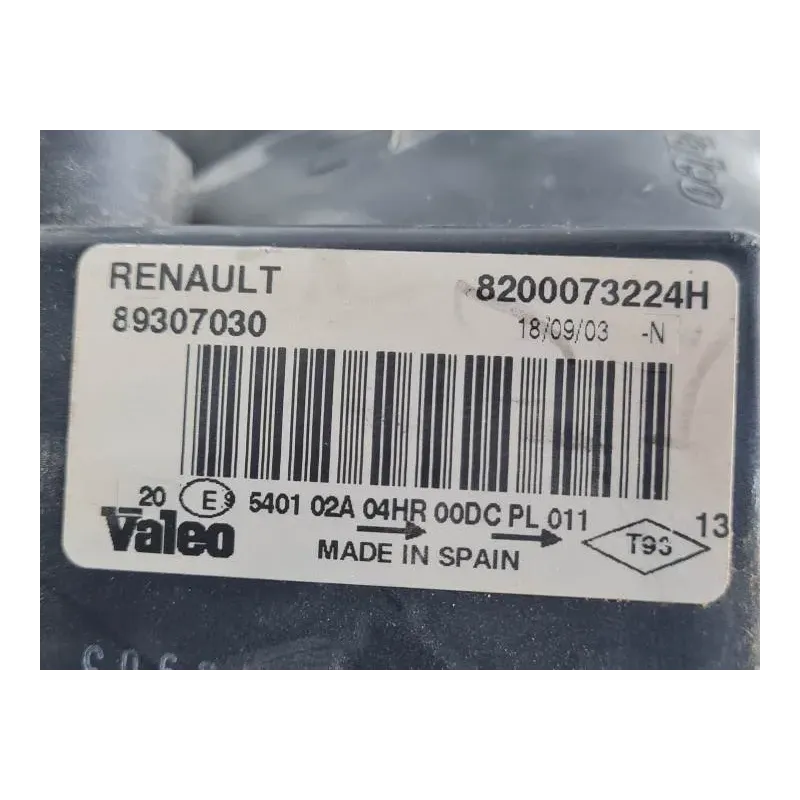 RENAULT 8200073224H
89307030 18/09/03 -N
20 E9 5401 02A 04HR 00DC PL 011 13
Valeo MADE IN SPAIN T96